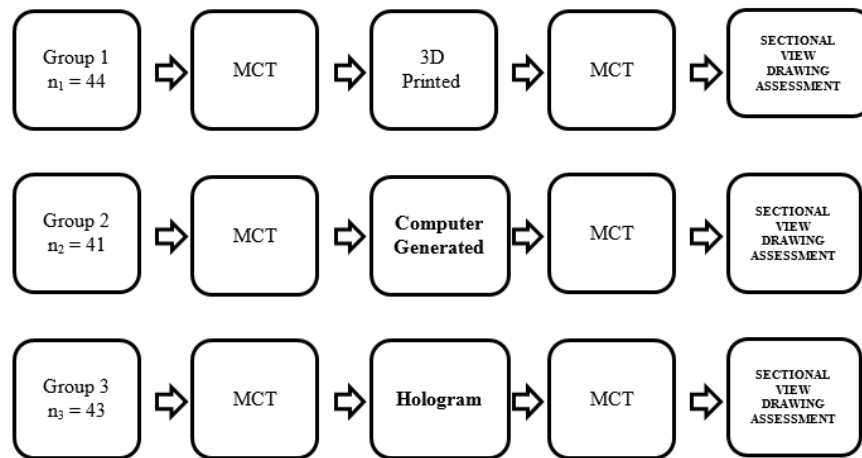 Group 1
n₁ = 44
MCT
3D
Printed
MCT
SECTIONAL
VIEW
DRAWING
ASSESSMENT
Group 2
n₂ = 41
MCT
Computer
Generated
MCT
SECTIONAL
VIEW
DRAWING
ASSESSMENT
Group 3
n₃ = 43
MCT
Hologram
MCT
SECTIONAL
VIEW
DRAWING
ASSESSMENT